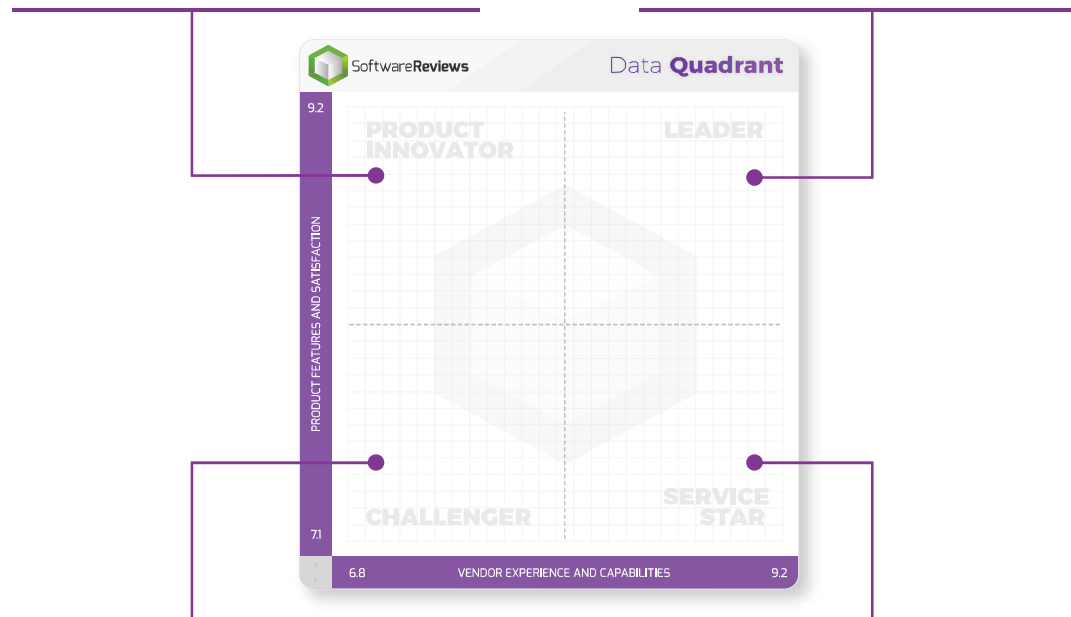 SoftwareReviews
Data Quadrant
9.2
PRODUCT
INNOVATOR
LEADER
PRODUCT FEATURES AND SATISFACTION
CHALLENGER
SERVICE
STAR
7.1
Y
X
6.8
VENDOR EXPERIENCE AND CAPABILITIES
9.2